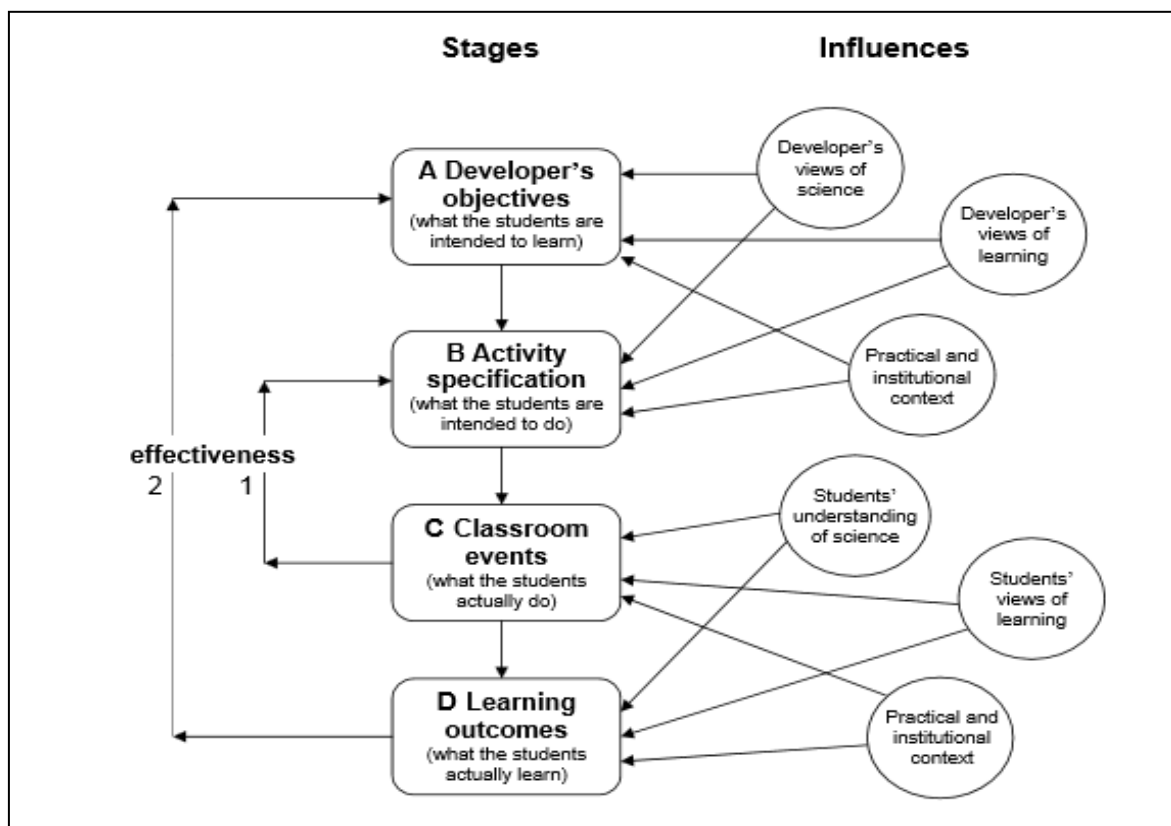 Stages
Influences
A Developer's
objectives
(what the students are
intended to learn)
Developer's
views of
science
Developer's
views of
learning
B Activity
specification
(what the students are
intended to do)
Practical and
institutional
context
effectiveness
2
1
C Classroom
events
(what the students
actually do)
Students'
understanding
of science
Students'
views of
learning
D Learning
outcomes
(what the students
actually learn)
Practical and
institutional
context